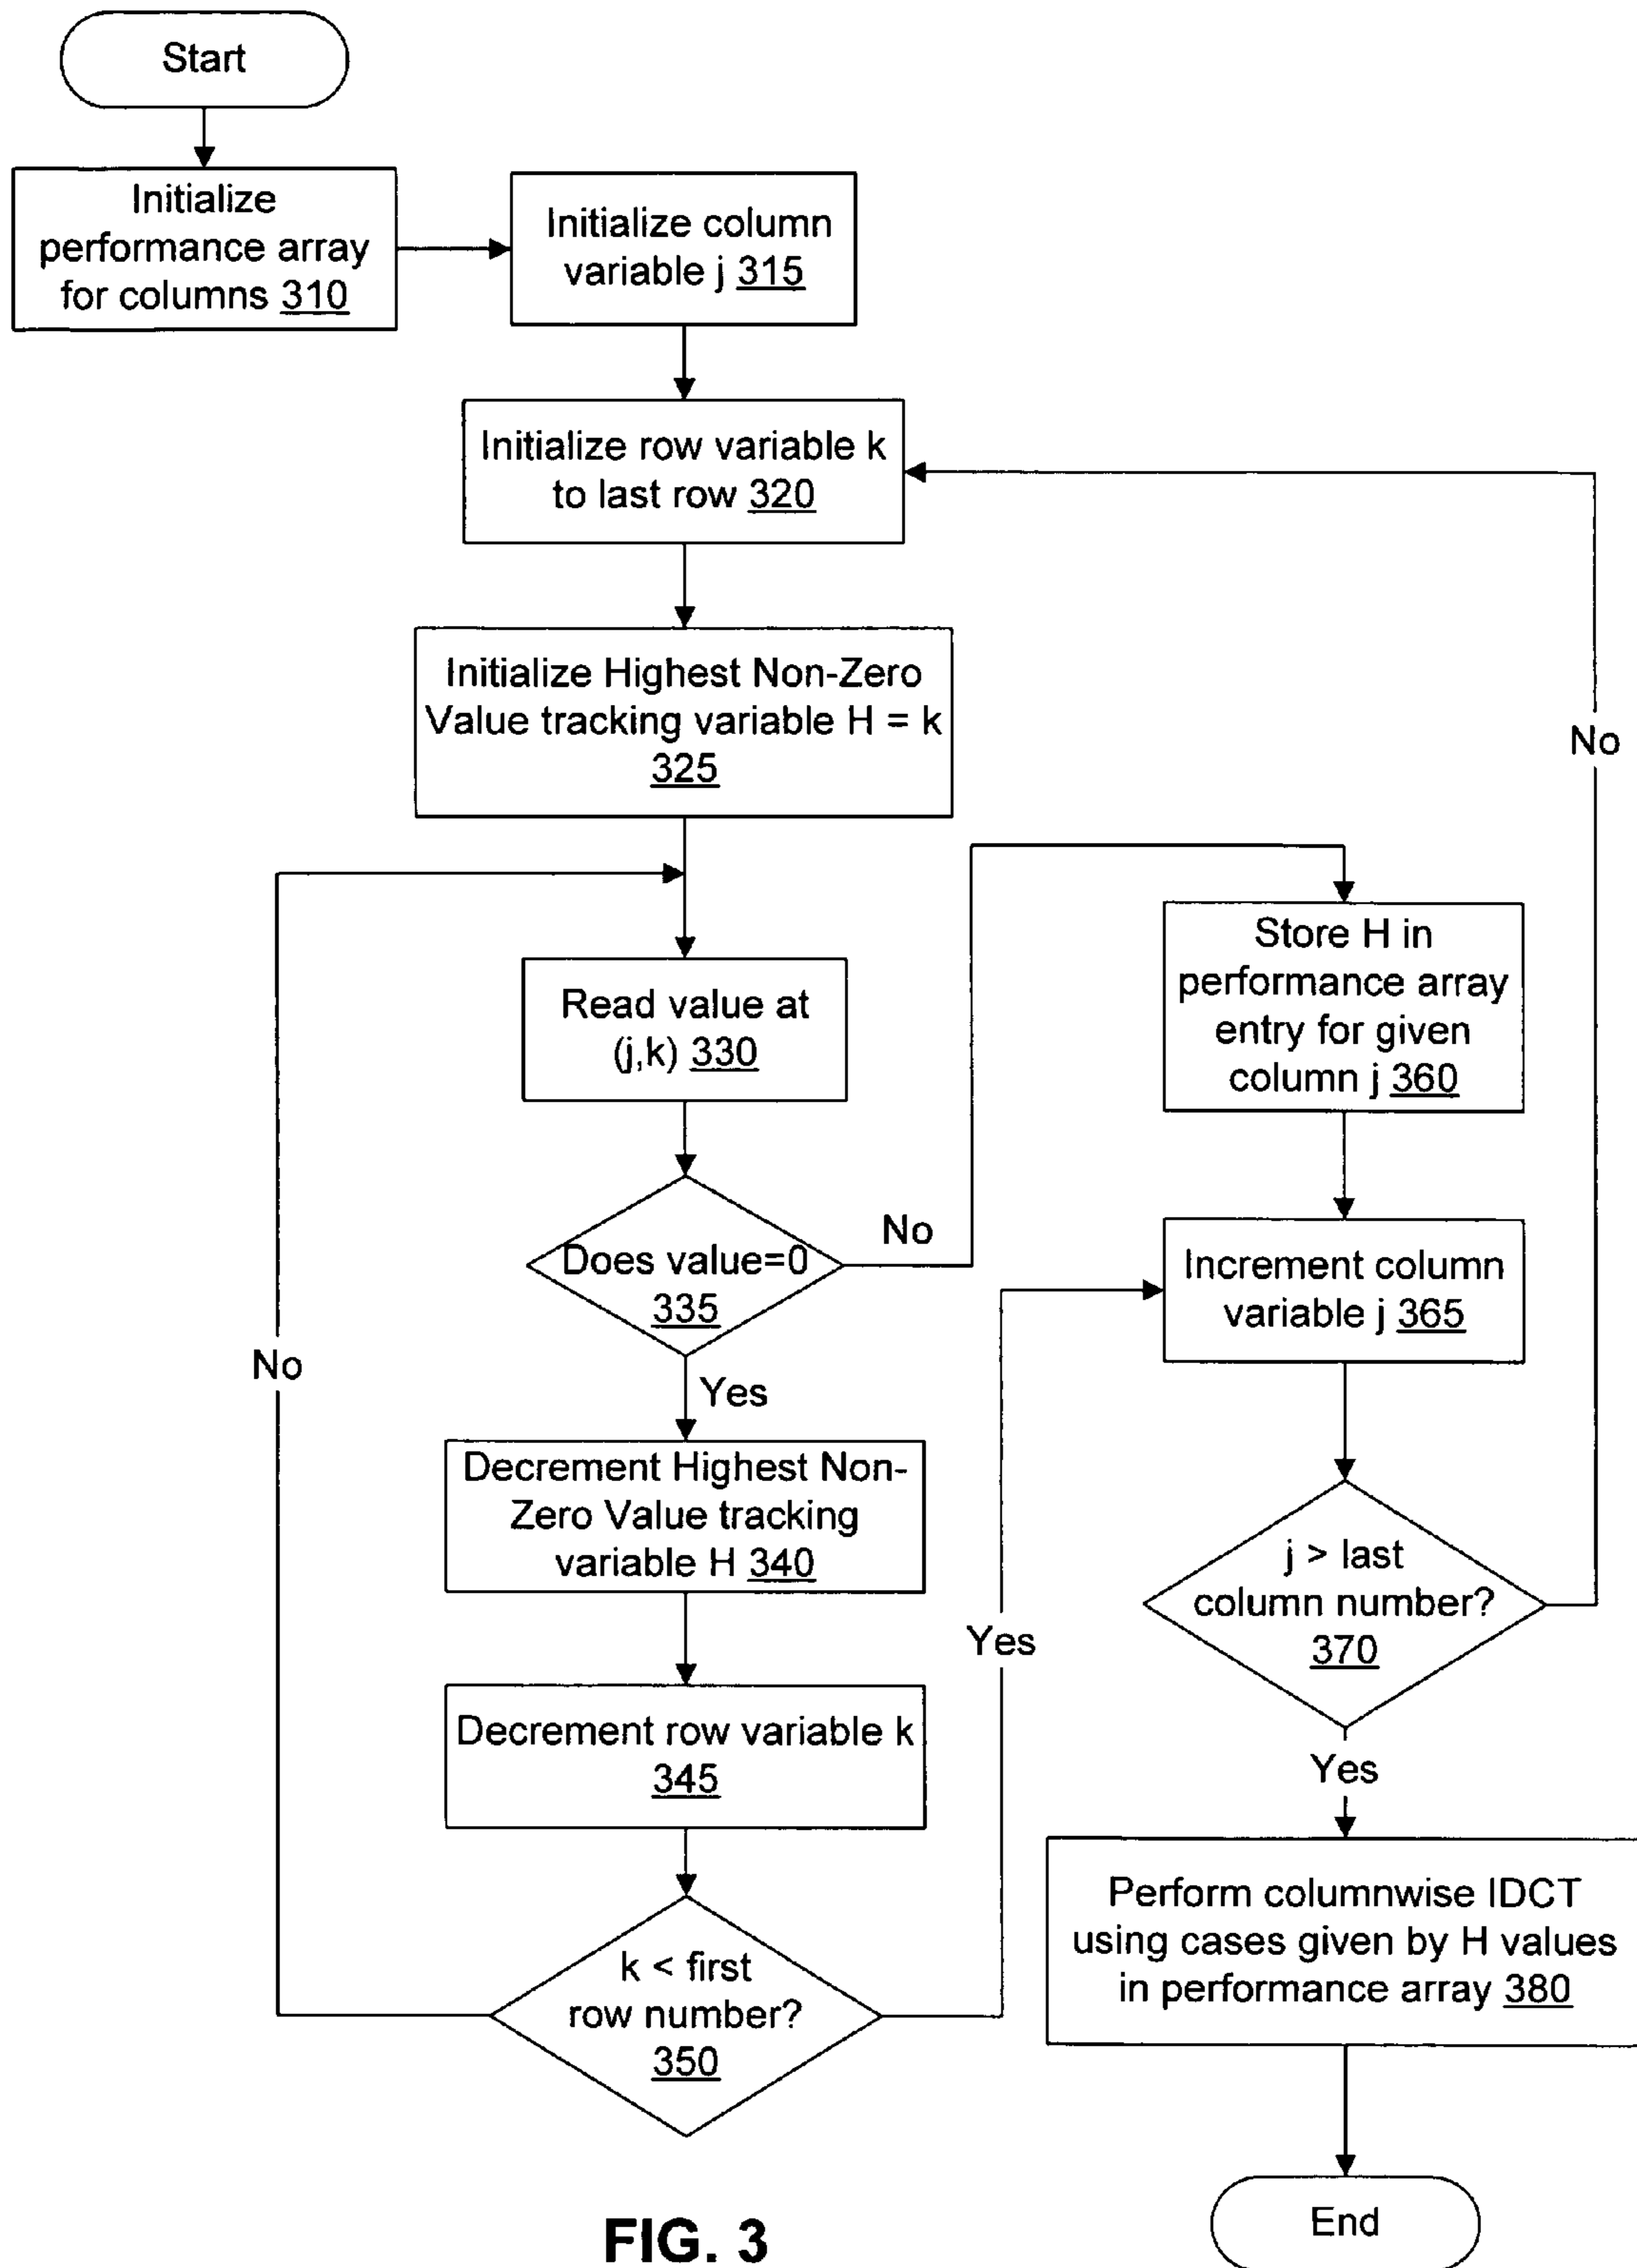 Start
Initialize
performance array
for columns 310
Initialize column
variable j 315
Initialize row variable k
to last row 320
Initialize Highest Non-Zero
Value tracking variable H = k
325
No
Read value at
(j,k) 330
Store H in
performance array
entry for given
column j 360
Does value=0
335
No
Increment column
variable j 365
No
Yes
Decrement Highest Non-
Zero Value tracking
variable H 340
j > last
column number?
370
Yes
Decrement row variable k
345
Yes
k < first
row number?
350
Perform columnwise IDCT
using cases given by H values
in performance array 380
End
FIG. 3